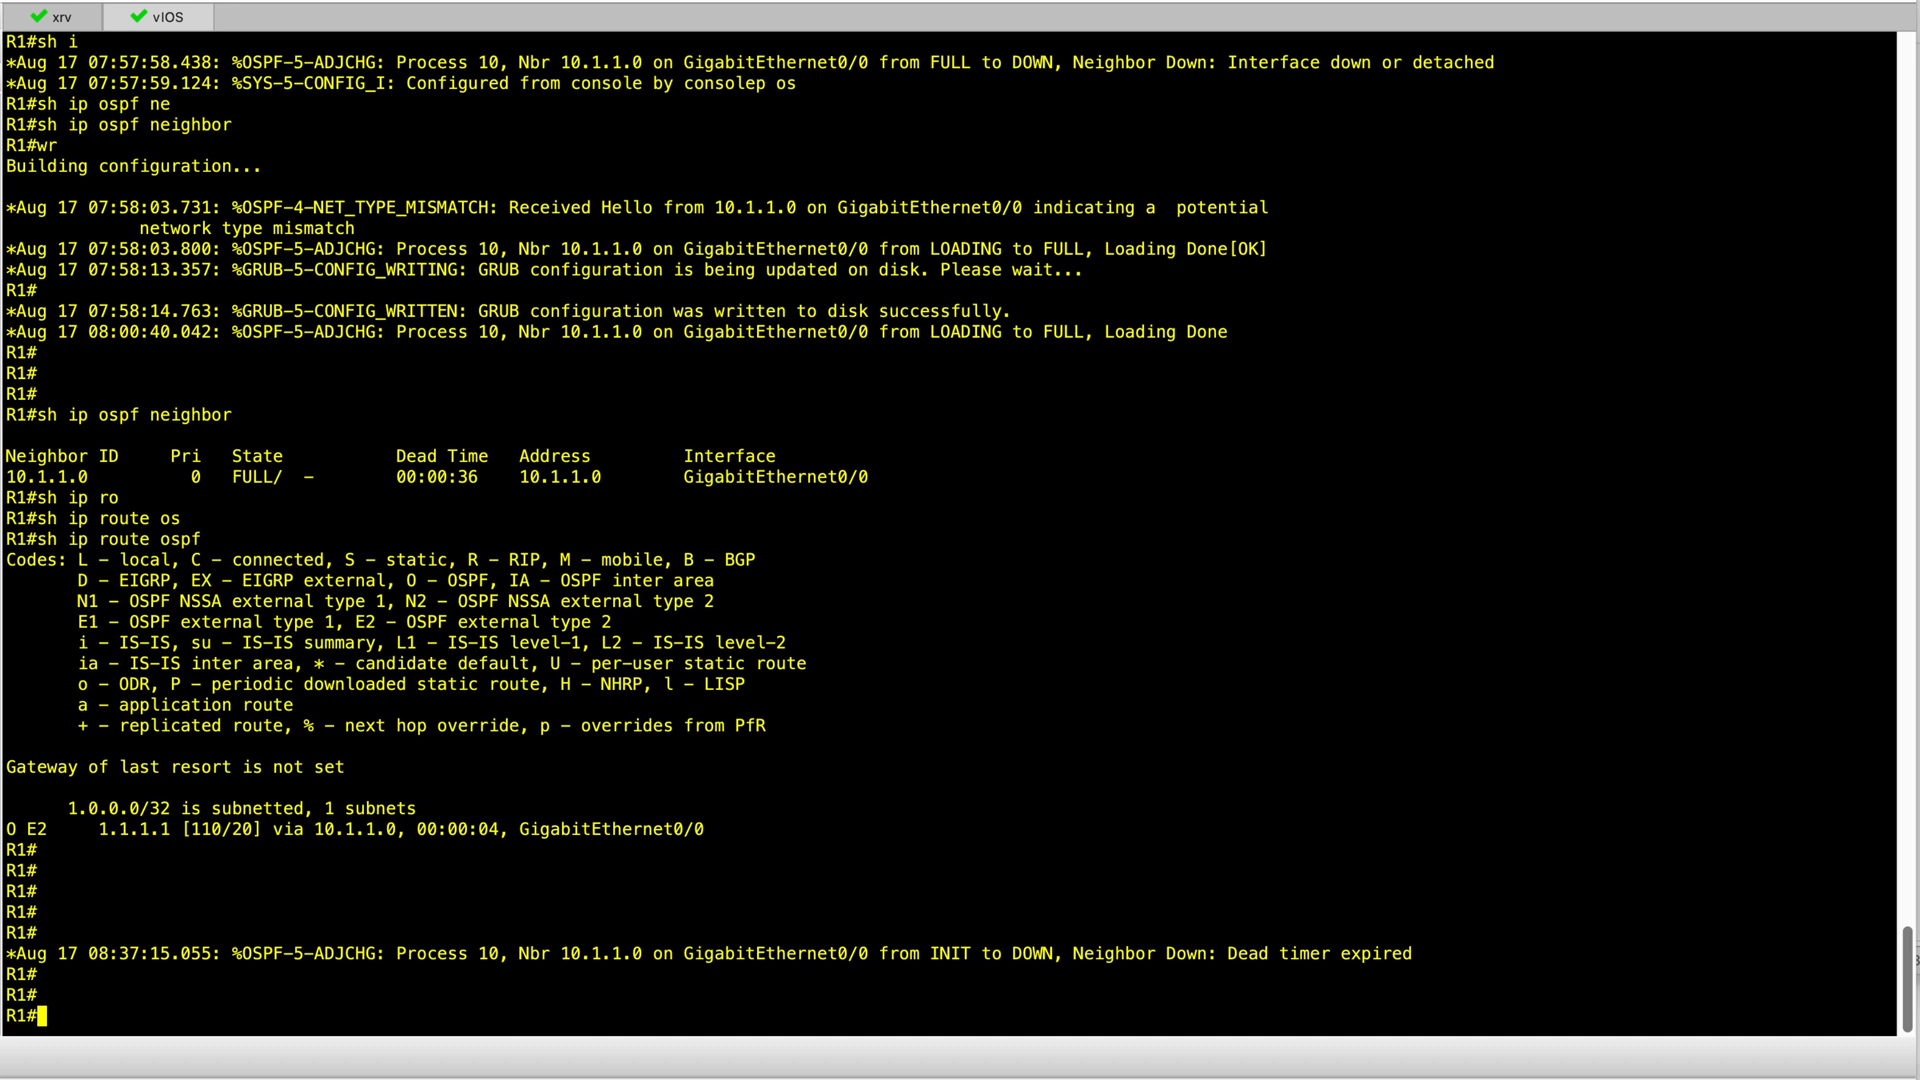 xrv
vIOS
R1#sh i
*Aug 17 07:57:58.438: %OSPF-5-ADJCHG: Process 10, Nbr 10.1.1.0 on GigabitEthernet0/0 from FULL to DOWN, Neighbor Down: Interface down or detached
*Aug 17 07:57:59.124: %SYS-5-CONFIG_I: Configured from console by consolep os
R1#sh ip ospf ne
R1#sh ip ospf neighbor
R1#wr
Building configuration...
*Aug 17 07:58:03.731: %OSPF-4-NET_TYPE_MISMATCH: Received Hello from 10.1.1.0 on GigabitEthernet0/0 indicating a  potential
             network type mismatch
*Aug 17 07:58:03.800: %OSPF-5-ADJCHG: Process 10, Nbr 10.1.1.0 on GigabitEthernet0/0 from LOADING to FULL, Loading Done[OK]
*Aug 17 07:58:13.357: %GRUB-5-CONFIG_WRITING: GRUB configuration is being updated on disk. Please wait...
R1#
*Aug 17 07:58:14.763: %GRUB-5-CONFIG_WRITTEN: GRUB configuration was written to disk successfully.
*Aug 17 08:00:40.042: %OSPF-5-ADJCHG: Process 10, Nbr 10.1.1.0 on GigabitEthernet0/0 from LOADING to FULL, Loading Done
R1#
R1#
R1#
R1#sh ip ospf neighbor
Neighbor ID     Pri   State           Dead Time   Address         Interface
10.1.1.0          0   FULL/  -        00:00:36    10.1.1.0        GigabitEthernet0/0
R1#sh ip ro
R1#sh ip route os
R1#sh ip route ospf
Codes: L - local, C - connected, S - static, R - RIP, M - mobile, B - BGP
       D - EIGRP, EX - EIGRP external, O - OSPF, IA - OSPF inter area
       N1 - OSPF NSSA external type 1, N2 - OSPF NSSA external type 2
       E1 - OSPF external type 1, E2 - OSPF external type 2
       i - IS-IS, su - IS-IS summary, L1 - IS-IS level-1, L2 - IS-IS level-2
       ia - IS-IS inter area, * - candidate default, U - per-user static route
       o - ODR, P - periodic downloaded static route, H - NHRP, l - LISP
       a - application route
       + - replicated route, % - next hop override, p - overrides from PfR
Gateway of last resort is not set
      1.0.0.0/32 is subnetted, 1 subnets
O E2     1.1.1.1 [110/20] via 10.1.1.0, 00:00:04, GigabitEthernet0/0
R1#
R1#
R1#
R1#
R1#
*Aug 17 08:37:15.055: %OSPF-5-ADJCHG: Process 10, Nbr 10.1.1.0 on GigabitEthernet0/0 from INIT to DOWN, Neighbor Down: Dead timer expired
R1#
R1#
R1#